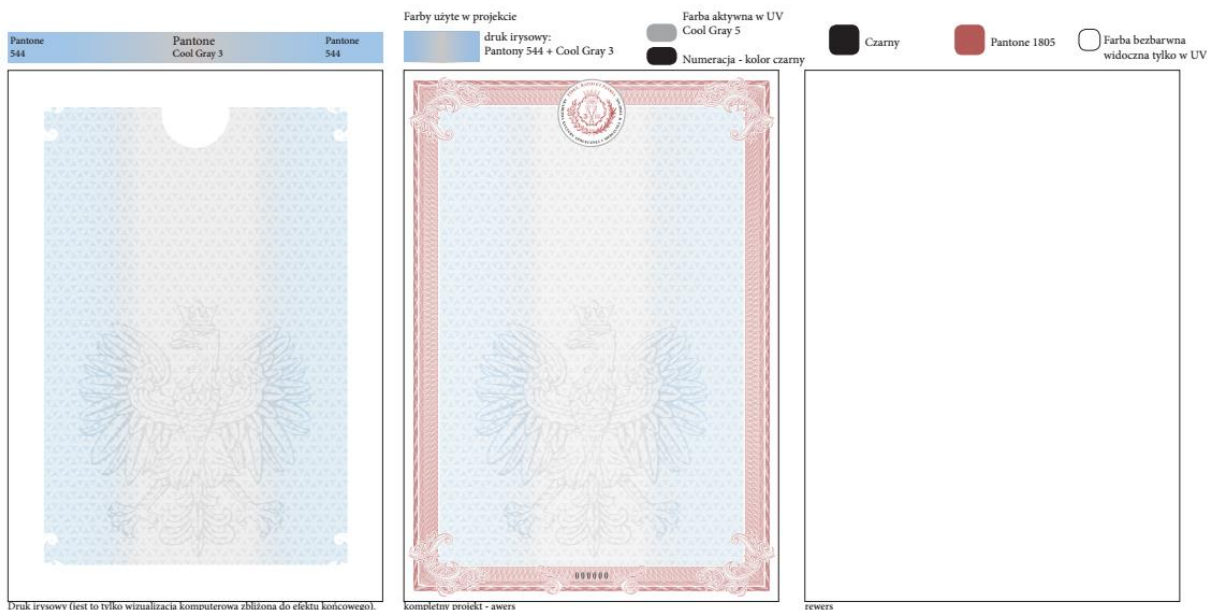 Pantone
544
Pantone
Cool Gray 3
Pantone
544
Farby użyte w projekcie
druk irysowy:
Pantony 544 + Cool Gray 3
Farba aktywna w UV
Cool Gray 5
Numeracja - kolor czarny
Czarny
Pantone 1805
Farba bezbarwna
widoczna tylko w UV
000000
Druk irysowy (jest to tylko wizualizacja komputerowa zbliżona do efektu końcowego).
kompletny projekt - awers
rewers